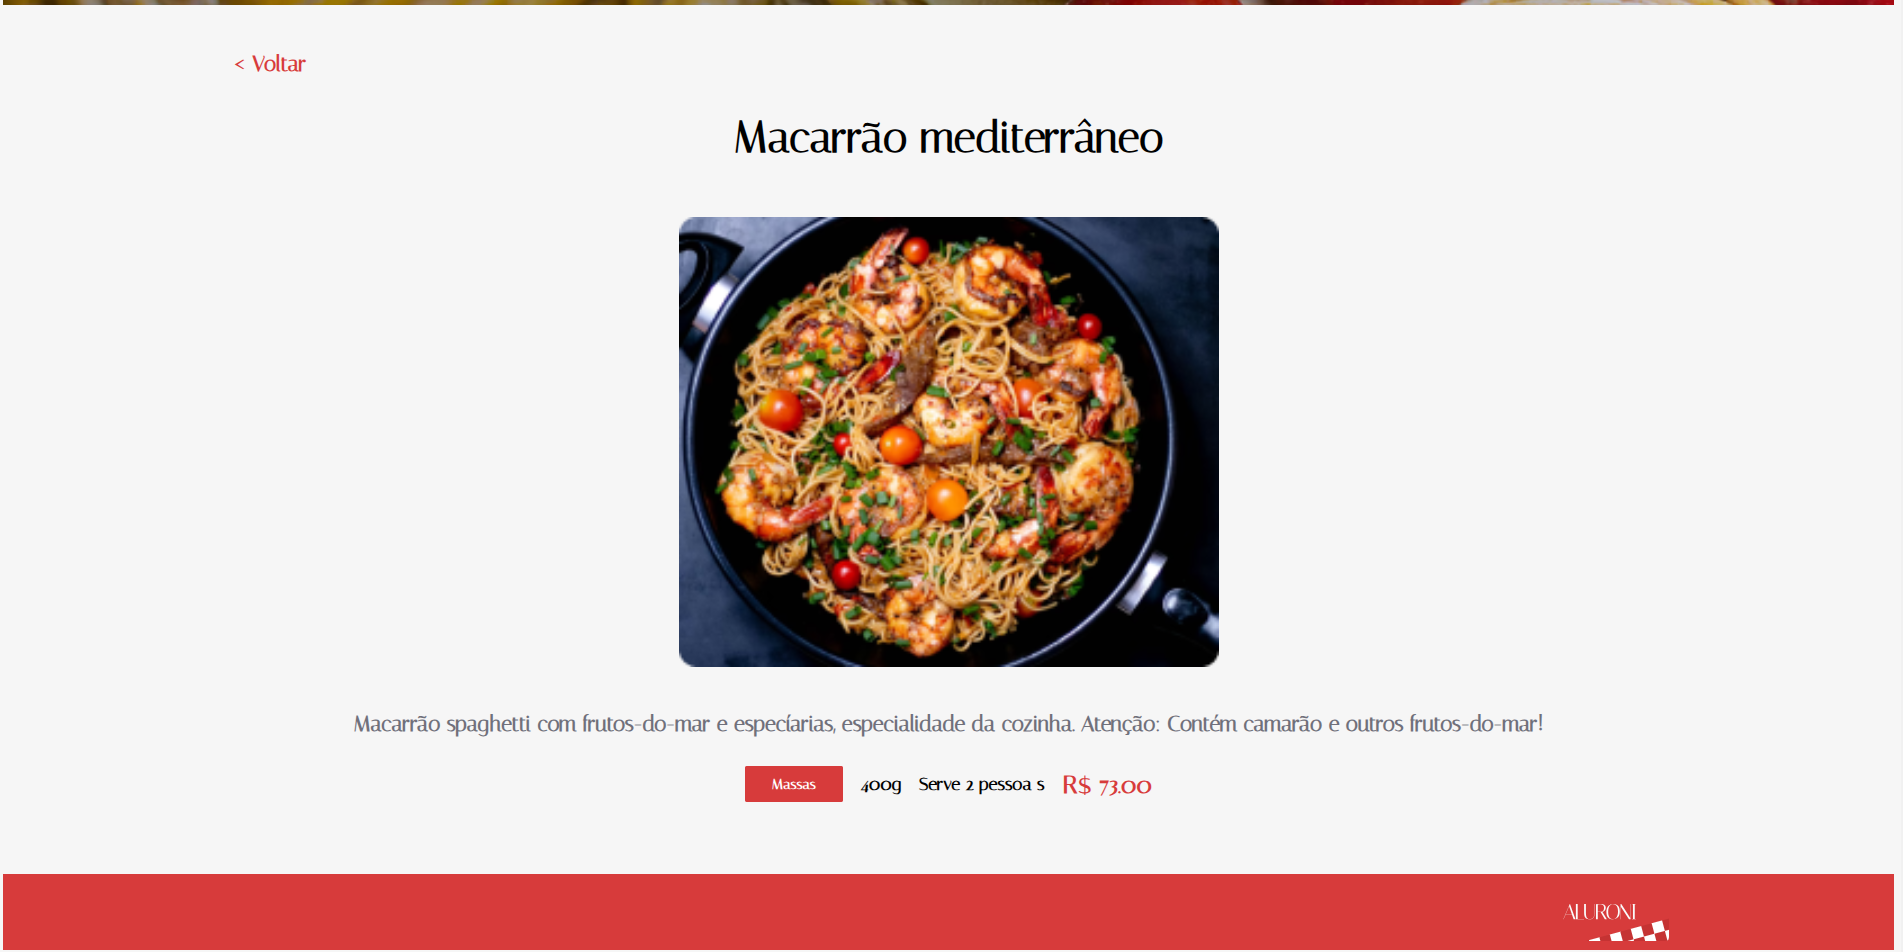 < Voltar
Macarrão mediterrâneo
Macarrão spaghetti com frutos-do-mar e especíarias, especialidade da cozinha. Atenção: Contém camarão e outros frutos-do-mar!
Massas 400g Serve 2 pessoa s R$ 73.00
ALURONI